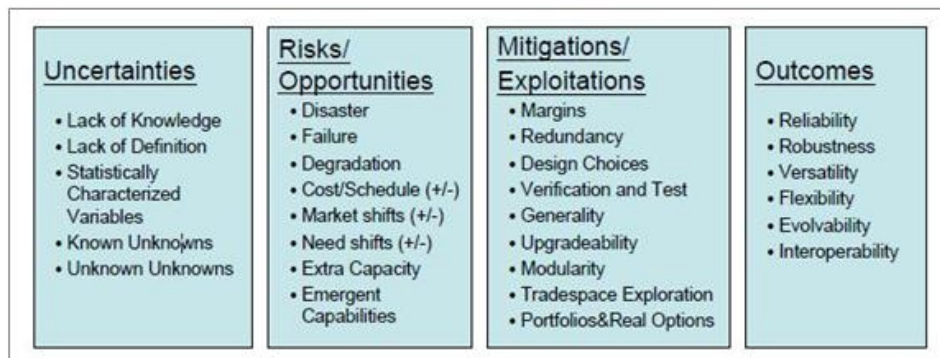 Uncertainties
• Lack of Knowledge
• Lack of Definition
• Statistically
Characterized
Variables
• Known Unknowns
• Unknown Unknowns
Risks/
Opportunities
• Disaster
• Failure
• Degradation
• Cost/Schedule (+/-)
• Market shifts (+/-)
• Need shifts (+/-)
• Extra Capacity
• Emergent
Capabilities
Mitigations/
Exploitations
• Margins
• Redundancy
• Design Choices
• Verification and Test
• Generality
• Upgradeability
• Modularity
• Tradespace Exploration
• Portfolios&Real Options
Outcomes
• Reliability
• Robustness
• Versatility
• Flexibility
• Evolvability
• Interoperability